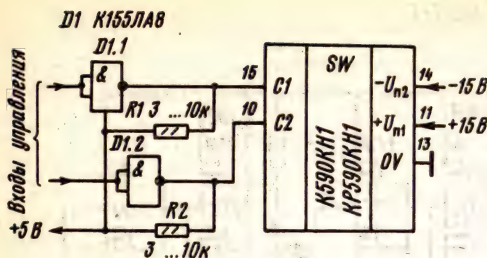 D1 К155ЛА8
D1.1
&
R1 3 ...10к
D1.2
&
R2
3 ...10к
Входы управления
+5 В
15
10
C1
C2
SW
К590КН1
КР590КН1
-Uп2
+Uп1
0V
14
-15 В
11
+15 В
13